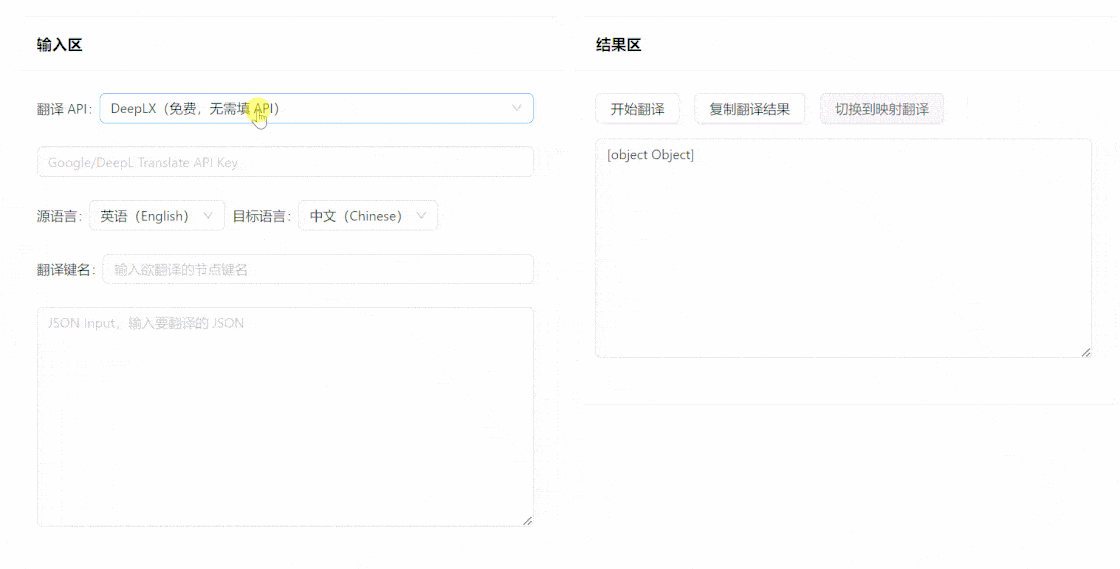 输入区
翻译 API: DeepLX（免费，无需填 API）
Google/DeepL Translate API Key
源语言: 英语（English） 目标语言: 中文（Chinese）
翻译键名: 输入欲翻译的节点键名
JSON Input，输入要翻译的 JSON
结果区
开始翻译 复制翻译结果 切换到映射翻译
[object Object]